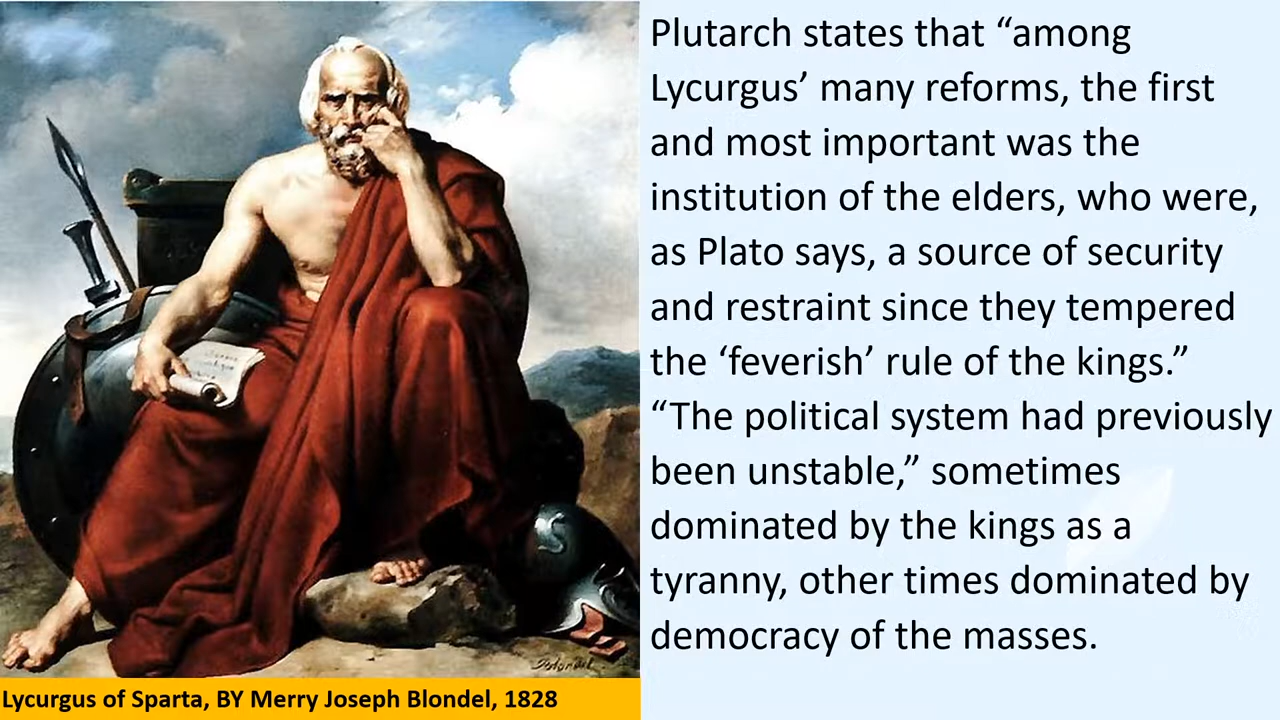 Plutarch states that “among
Lycurgus’ many reforms, the first
and most important was the
institution of the elders, who were,
as Plato says, a source of security
and restraint since they tempered
the ‘feverish’ rule of the kings.”
“The political system had previously
been unstable,” sometimes
dominated by the kings as a
tyranny, other times dominated by
democracy of the masses.
Blondel
Lycurgus of Sparta, BY Merry Joseph Blondel, 1828